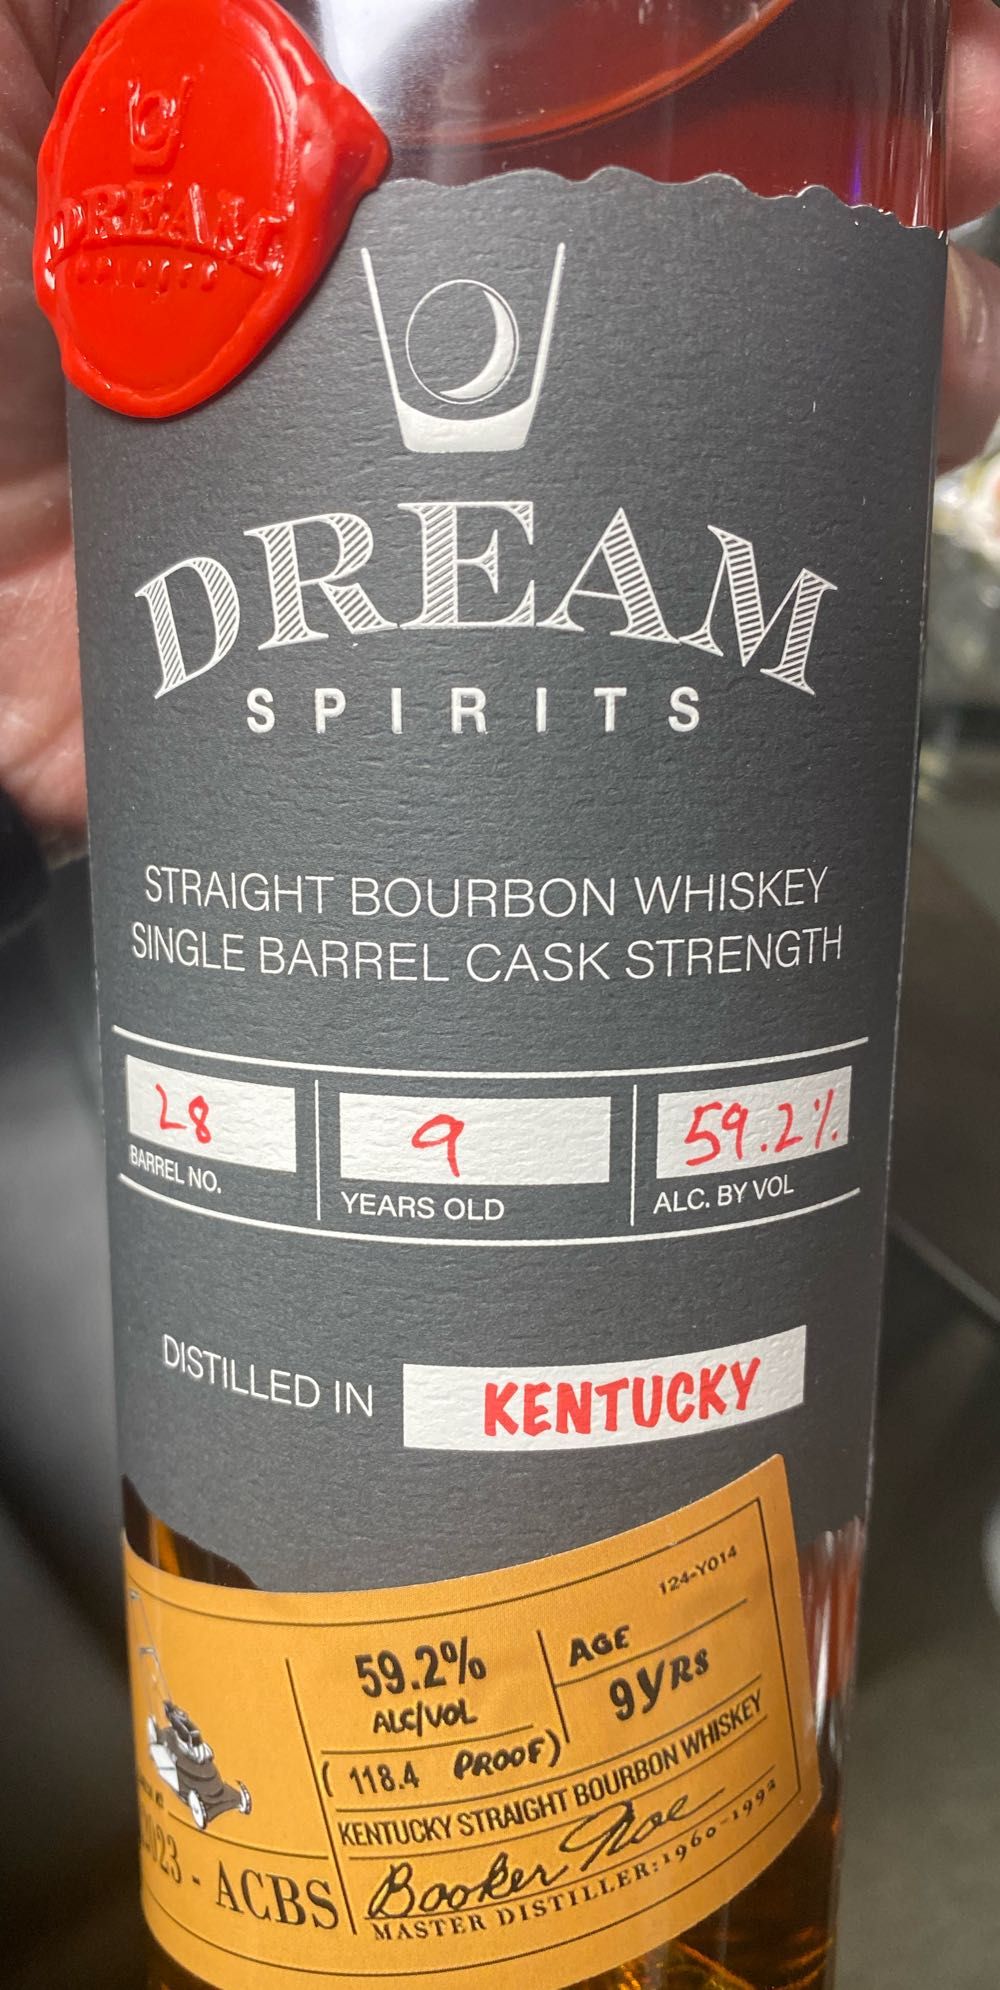 DREAM
SPIRITS
DREAM
SPIRITS
STRAIGHT BOURBON WHISKEY
SINGLE BARREL CASK STRENGTH
28
BARREL NO.
9
YEARS OLD
59.2%
ALC. BY VOL
DISTILLED IN KENTUCKY
124-Y014
59.2%
ALC/VOL
AGE
9YRS
(118.4 PROOF)
KENTUCKY STRAIGHT BOURBON WHISKEY
2023 - ACBS
Booker Noe
MASTER DISTILLER: 1960-1992